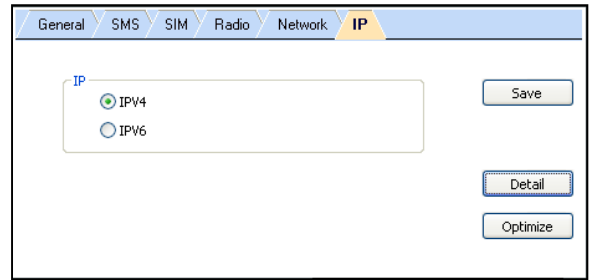 General SMS SIM Radio Network IP
IP
IPV4
IPV6
Save
Detail
Optimize